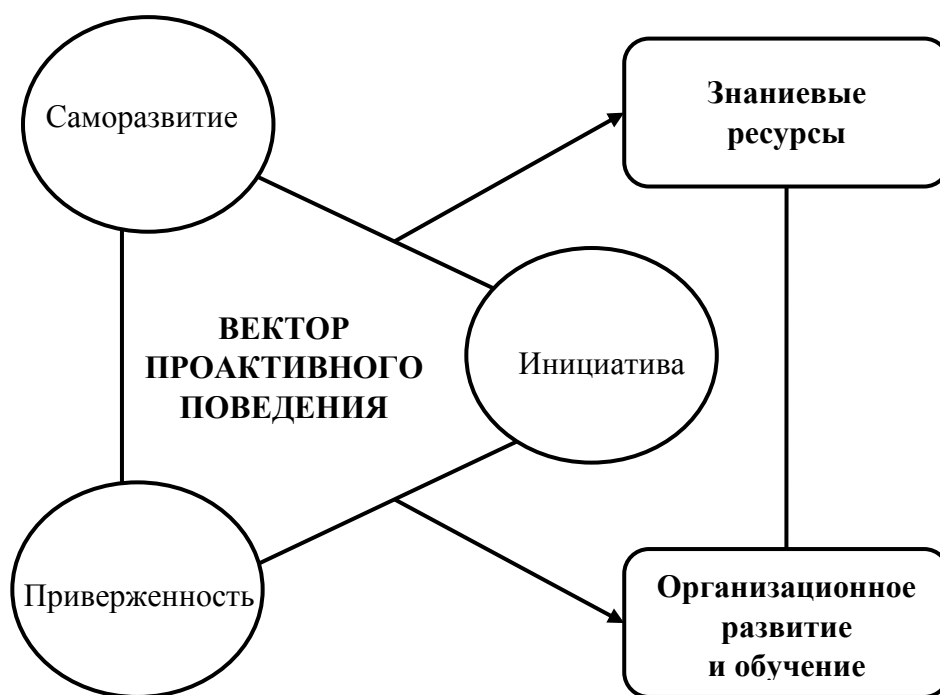 Саморазвитие
Знаниевые
ресурсы
ВЕКТОР
ПРОАКТИВНОГО
ПОВЕДЕНИЯ
Инициатива
Приверженность
Организационное
развитие
и обучение